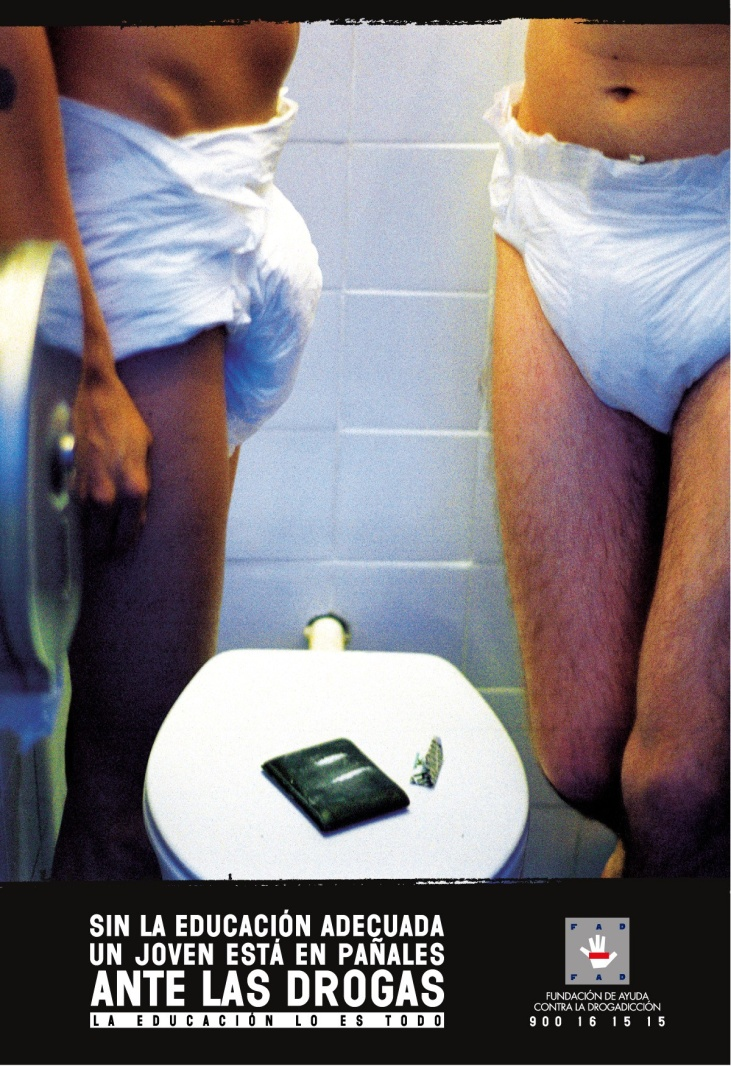 SIN LA EDUCACIÓN ADECUADA
UN JOVEN ESTÁ EN PAÑALES
ANTE LAS DROGAS
LA EDUCACIÓN LO ES TODO
FAD
FAD
FUNDACIÓN DE AYUDA
CONTRA LA DROGADICCIÓN
900 16 15 15